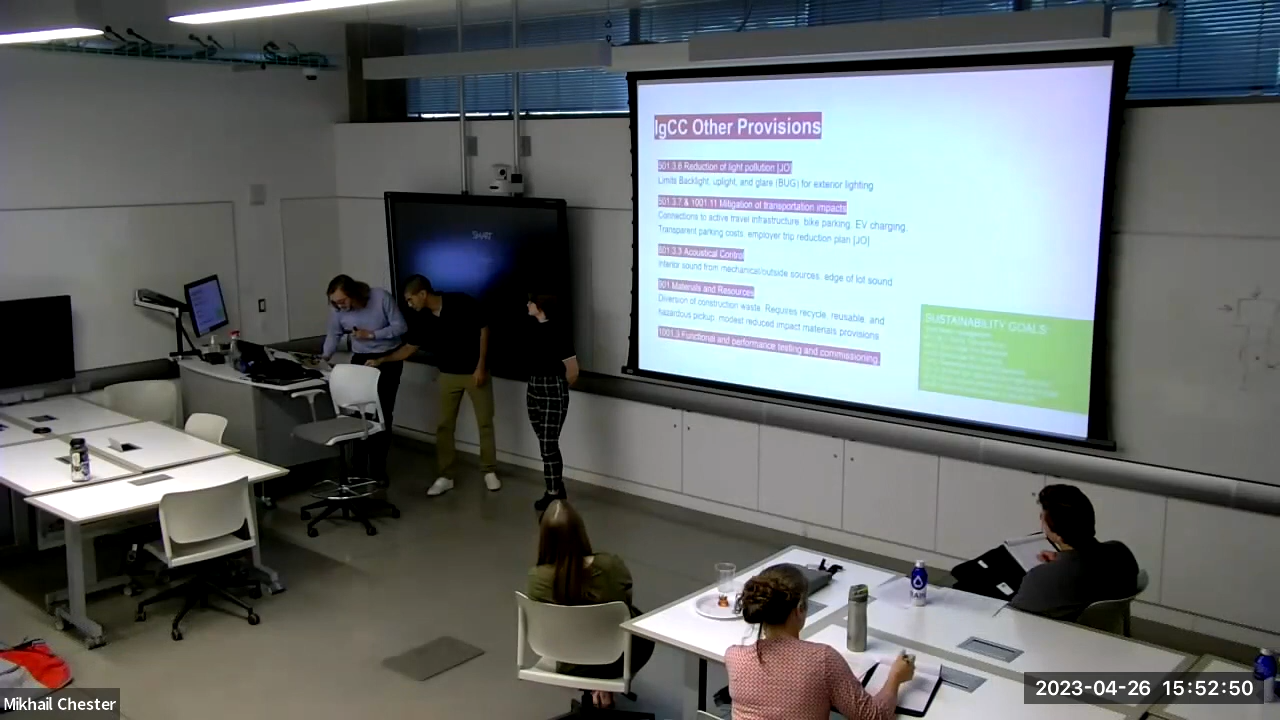 IgCC Other Provisions
501.3.6 Reduction of light pollution [JO]
Limits Backlight, uplight, and glare (BUG) for exterior lighting
501.3.7 & 1001.11 Mitigation of transportation impacts
Connections to active travel infrastructure, bike parking, EV charging,
Transparent parking costs, employer trip reduction plan [JO]
801.3.3 Acoustical Control
Interior sound from mechanical/outside sources, edge of lot sound
901 Materials and Resources
Diversion of construction waste, Requires recycle, reusable, and
hazardous pickup, modest reduced impact materials provisions
1001.3 Functional and performance testing and commissioning.
SUSTAINABILITY GOALS:
SMART
Mikhail Chester
2023-04-26 15:52:50